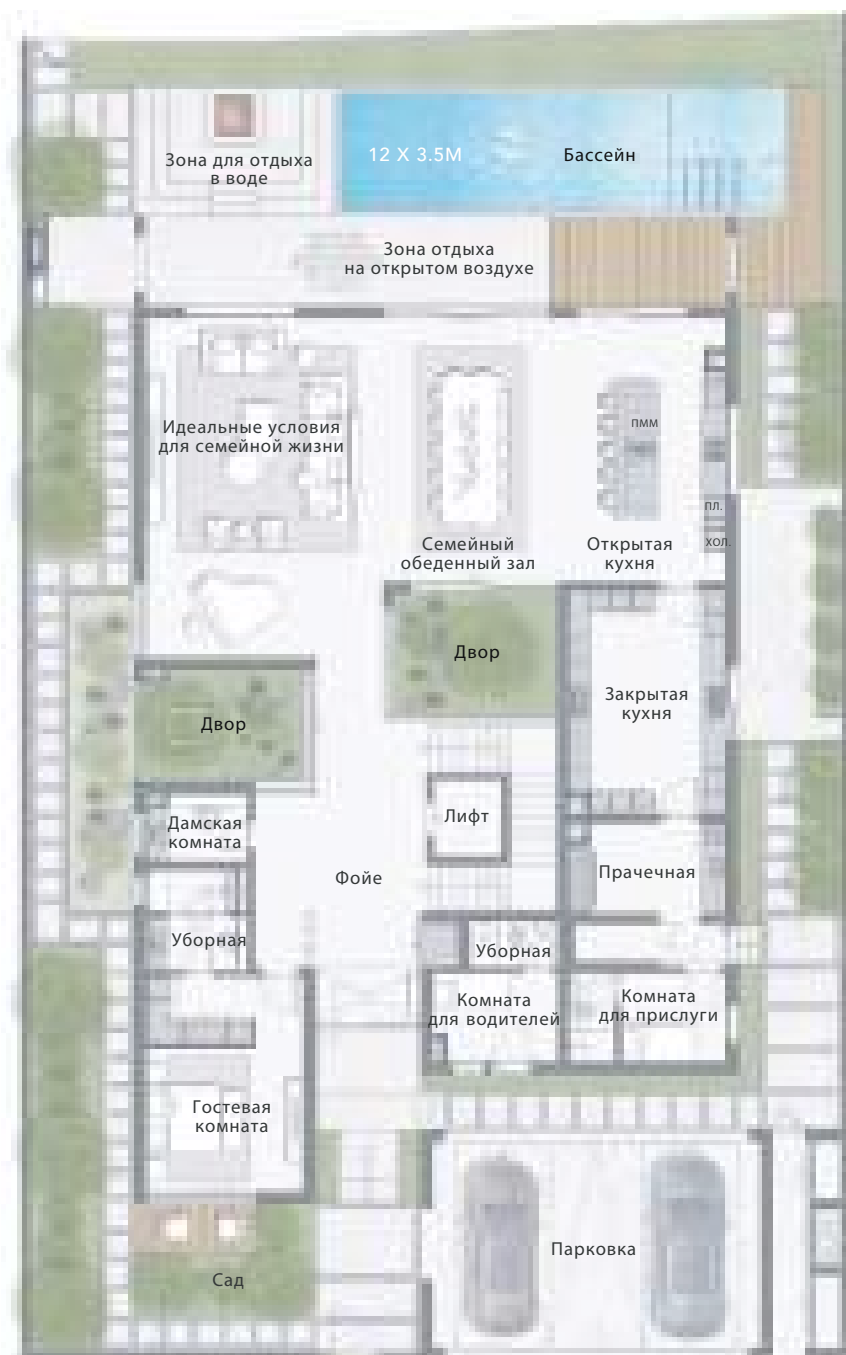 Зона для отдыха
в воде
12 X 3.5М
Бассейн
Зона отдыха
на открытом воздухе
Идеальные условия
для семейной жизни
ПММ
ПЛ.
ХОЛ.
Семейный
обеденный зал
Открытая
кухня
Двор
Закрытая
кухня
Двор
Дамская
комната
Лифт
Фойе
Прачечная
Уборная
Уборная
Комната
для водителей
Комната
для прислуги
Гостевая
комната
Парковка
Сад